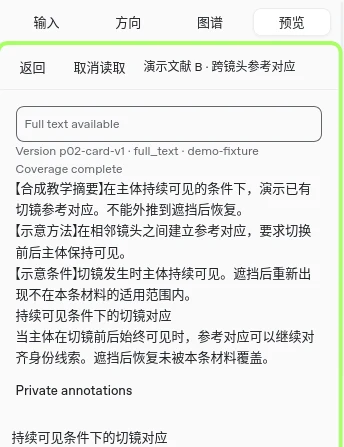 输入 方向 图谱 预览
返回 取消读取 演示文献 B · 跨镜头参考对应
Full text available
Version p02-card-v1 · full_text · demo-fixture
Coverage complete
【合成教学摘要】在主体持续可见的条件下，演示已有
切镜参考对应。不能外推到遮挡后恢复。
【示意方法】在相邻镜头之间建立参考对应，要求切换
前后主体保持可见。
【示意条件】切镜发生时主体持续可见。遮挡后重新出
现不在本条材料的适用范围内。
持续可见条件下的切镜对应
当主体在切镜前后始终可见时，参考对应可以继续对
齐身份线索。遮挡后恢复未被本条材料覆盖。
Private annotations
持续可见条件下的切镜对应